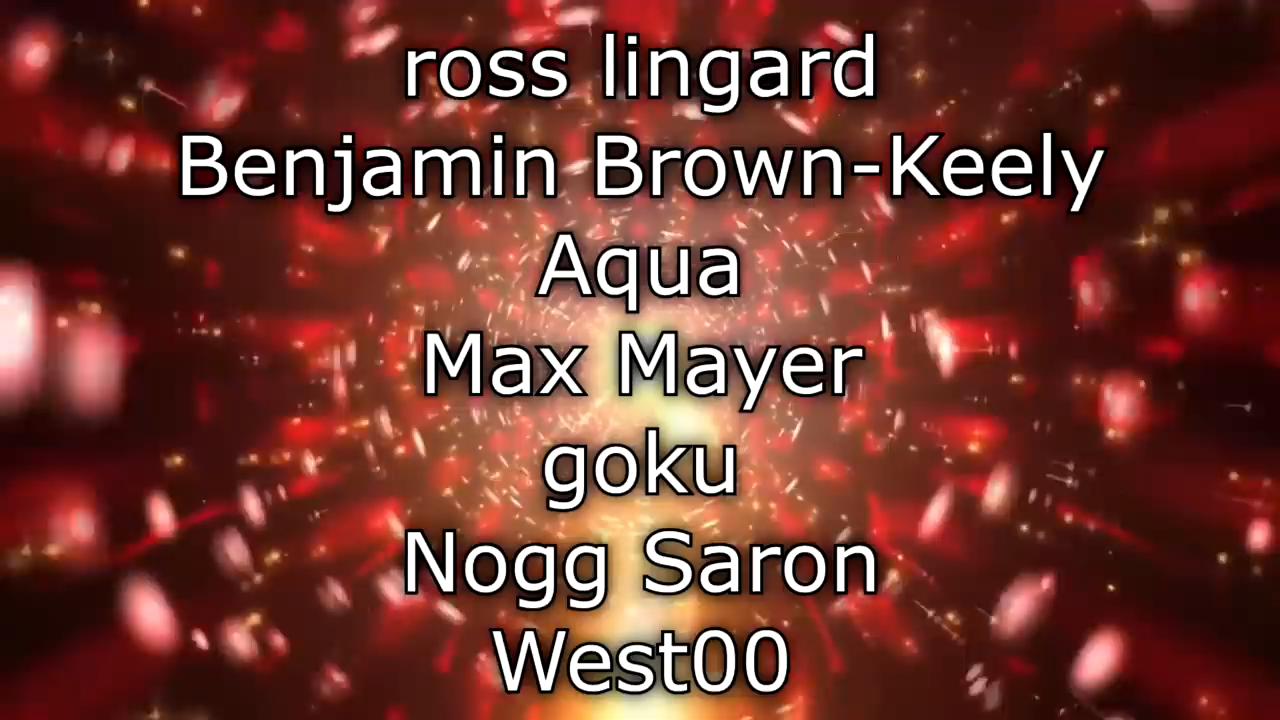 ross lingard
Benjamin Brown-Keely
Aqua
Max Mayer
goku
Nogg Saron
West00